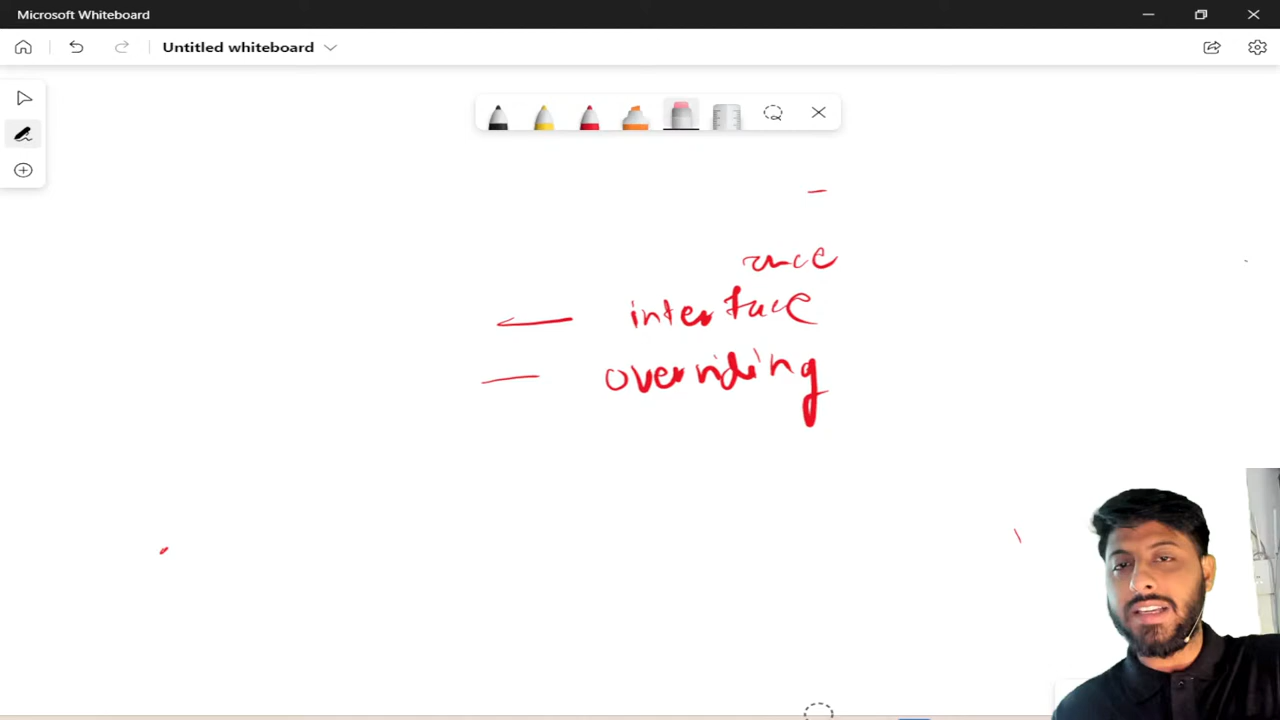 Microsoft Whiteboard
Untitled whiteboard
ance
interface
overriding